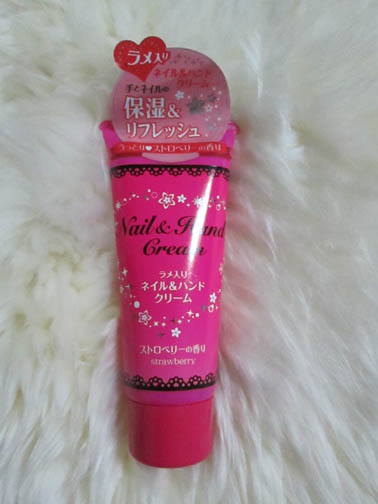 ラメ入り
ネイル&ハンド
クリーム
手とネイルの
保湿&
リフレッシュ
うっとり♥ストロベリーの香り
Nail & Hand
Cream
ラメ入り
ネイル&ハンド
クリーム
ストロベリーの香り
strawberry